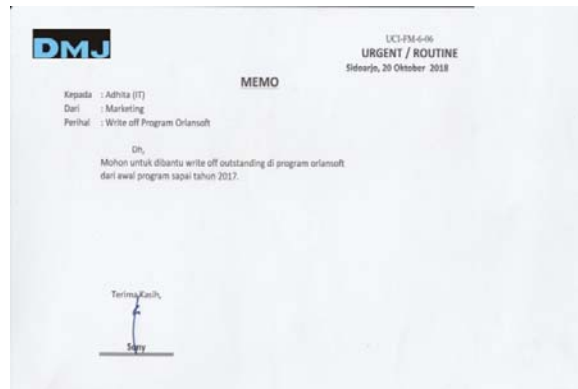 DMJ
UCI-FM-6-06
URGENT / ROUTINE
Sidoarjo, 20 Oktober 2018
MEMO
Kepada : Adhita (IT)
Dari : Marketing
Perihal : Write off Program Orlansoft
Dh,
Mohon untuk dibantu write off outstanding di program orlansoft
dari awal program sapai tahun 2017.
Terima Kasih,
Sony